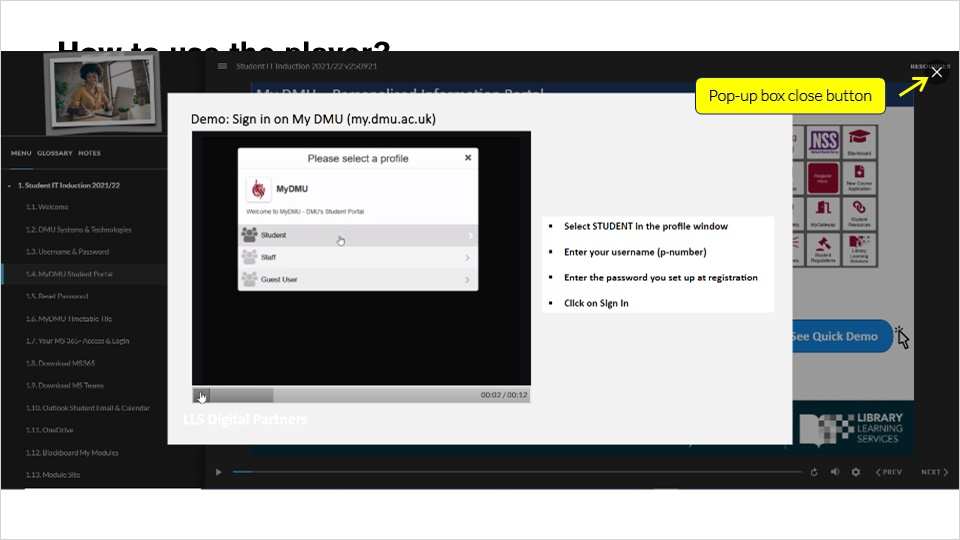 How to use the player?
Student IT Induction 2021/22 v250921
RESOURCES
Pop-up box close button
MENU GLOSSARY NOTES
1. Student IT Induction 2021/22
1.1. Welcome
1.2. DMU Systems & Technologies
1.3. Username & Password
1.4. MyDMU Student Portal
1.5. Reset Password
1.6. MyDMU Timetable Tile
1.7. Your MS 365- Access & Login
1.8. Download MS365
1.9. Download MS Teams
1.10. Outlook Student Email & Calendar
1.11. OneDrive
1.12. Blackboard My Modules
1.13. Module Site
My DMU – Personalised Information Portal
Demo: Sign in on My DMU (my.dmu.ac.uk)
Please select a profile
MyDMU
Welcome to MyDMU - DMU's Student Portal
Student
Staff
Guest User
00:02 / 00:12
LLS Digital Partners
Select STUDENT in the profile window
Enter your username (p-number)
Enter the password you set up at registration
Click on Sign In
NSS
Blackboard
Register Here
New Course Application
MyGateway
Student Resources
Student Regulations
Library Learning Services
See Quick Demo
LIBRARY
LEARNING
SERVICES
PREV
NEXT